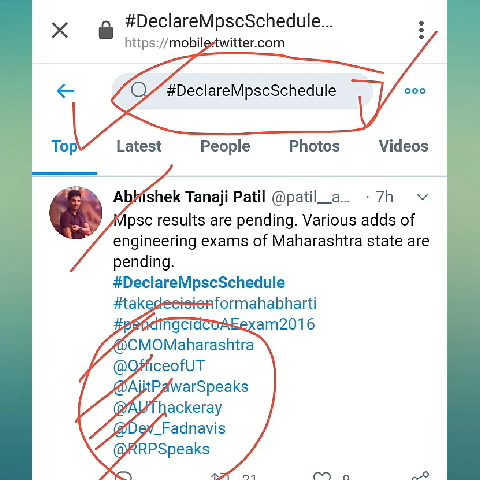 #DeclareMpscSchedule...
https://mobile.twitter.com
#DeclareMpscSchedule
Top Latest People Photos Videos
Abhishek Tanaji Patil @patil__a... · 7h
Mpsc results are pending. Various adds of
engineering exams of Maharashtra state are
pending.
#DeclareMpscSchedule
#takedecisionformahabharti
#pendingcidcoAEexam2016
@CMOMaharashtra
@OfficeofUT
@AjitPawarSpeaks
@AUThackeray
@Dev_Fadnavis
@RRPSpeaks